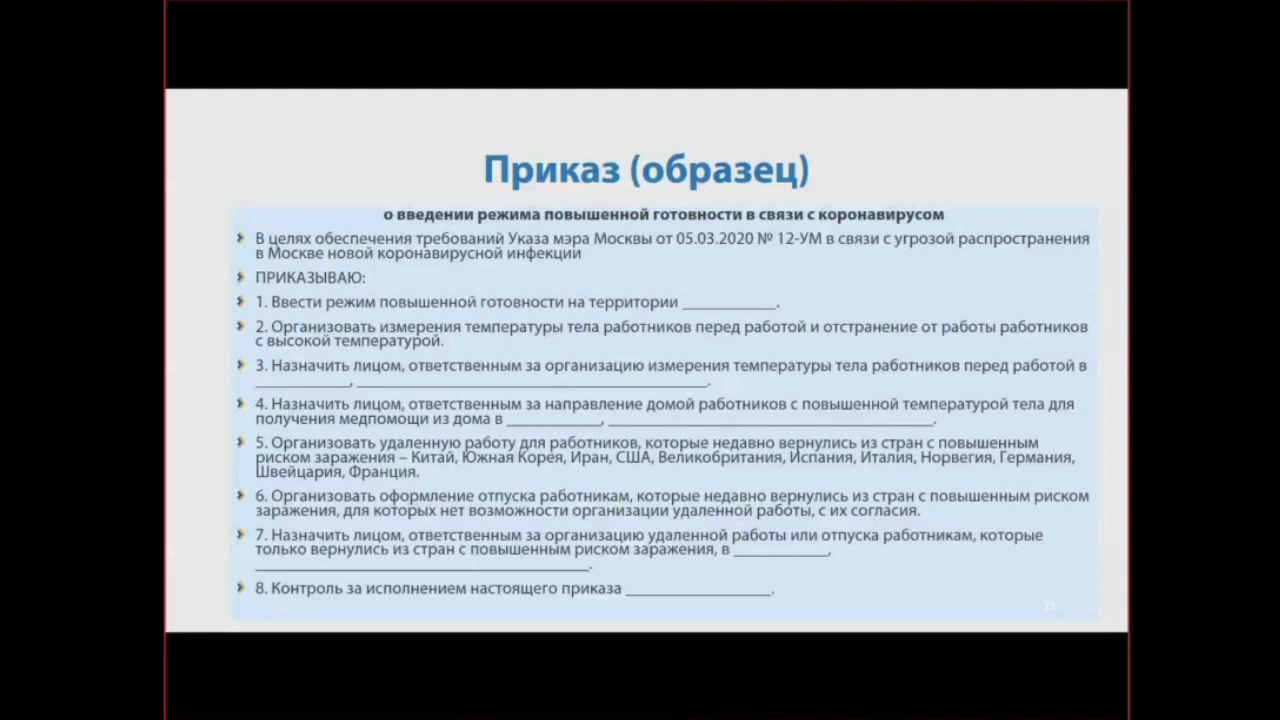 Приказ (образец)
о введении режима повышенной готовности в связи с коронавирусом
В целях обеспечения требований Указа мэра Москвы от 05.03.2020 № 12-УМ в связи с угрозой распространения
в Москве новой коронавирусной инфекции
ПРИКАЗЫВАЮ:
1. Ввести режим повышенной готовности на территории ___________.
2. Организовать измерения температуры тела работников перед работой и отстранение от работы работников
с высокой температурой.
3. Назначить лицом, ответственным за организацию измерения температуры тела работников перед работой в
___________, _________________________________________.
4. Назначить лицом, ответственным за направление домой работников с повышенной температурой тела для
получения медпомощи из дома в ___________, ______________________________________.
5. Организовать удаленную работу для работников, которые недавно вернулись из стран с повышенным
риском заражения – Китай, Южная Корея, Иран, США, Великобритания, Испания, Италия, Норвегия, Германия,
Швейцария, Франция.
6. Организовать оформление отпуска работникам, которые недавно вернулись из стран с повышенным риском
заражения, для которых нет возможности организации удаленной работы, с их согласия.
7. Назначить лицом, ответственным за организацию удаленной работы или отпуска работникам, которые
только вернулись из стран с повышенным риском заражения, в ___________,
_______________________________________.
8. Контроль за исполнением настоящего приказа _________________.